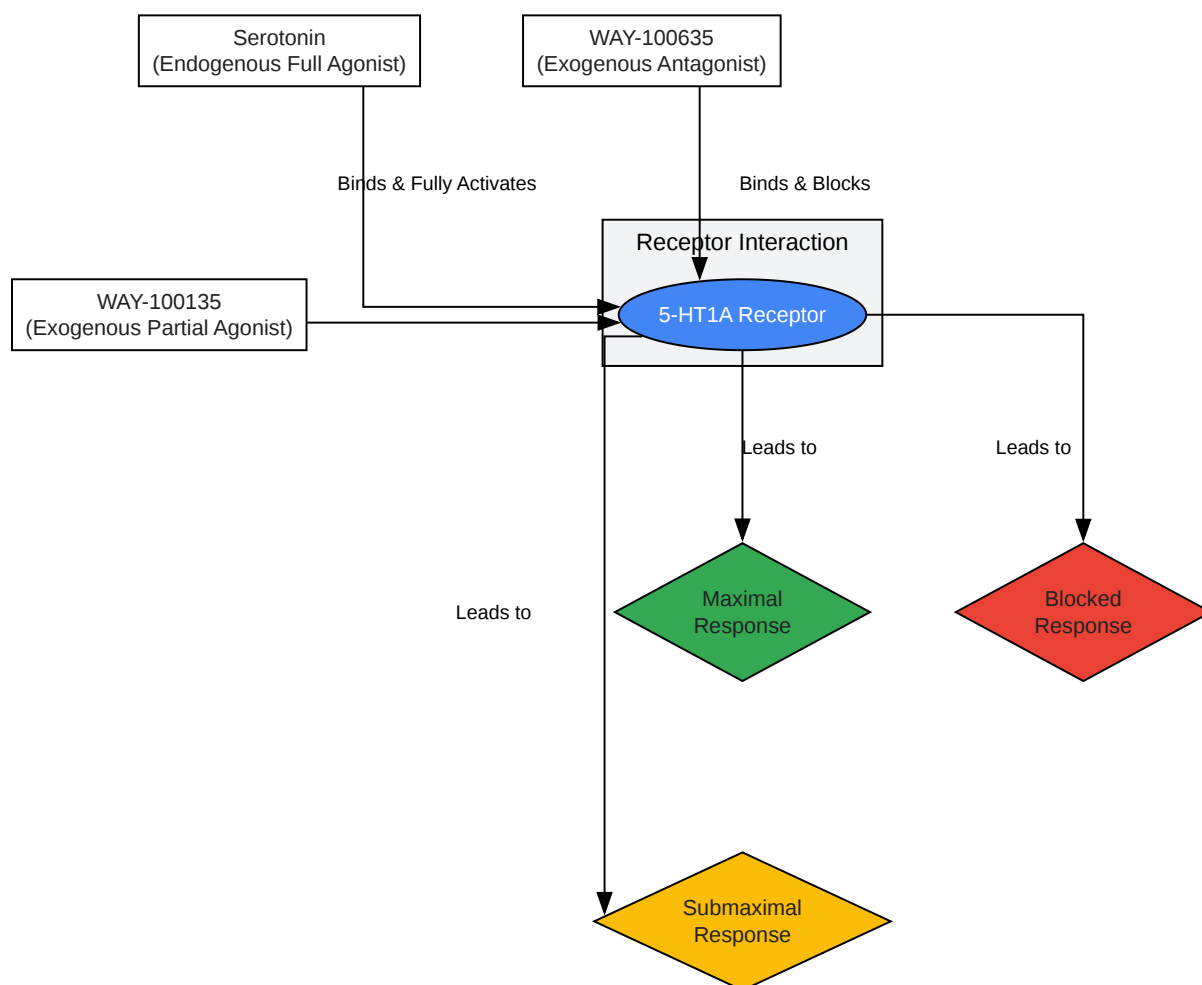 Serotonin
(Endogenous Full Agonist)
WAY-100635
(Exogenous Antagonist)
Binds & Fully Activates
Binds & Blocks
Receptor Interaction
WAY-100135
(Exogenous Partial Agonist)
5-HT1A Receptor
Leads to
Leads to
Leads to
Maximal
Response
Blocked
Response
Submaximal
Response